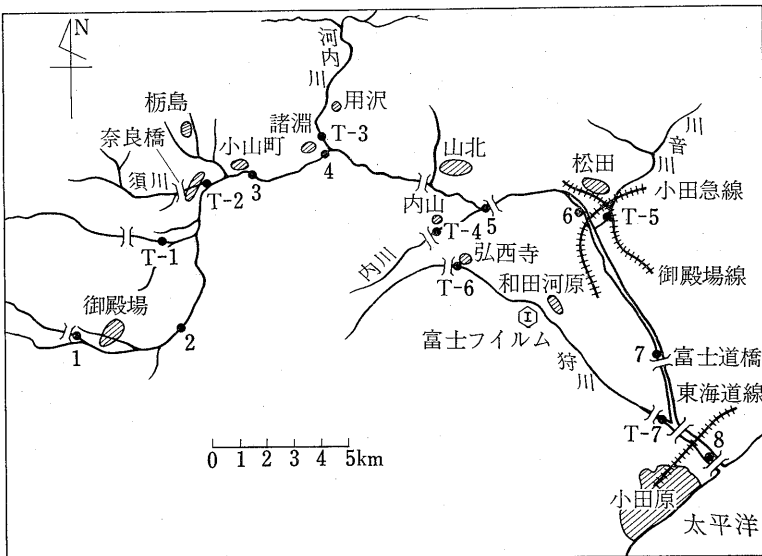 N
河内川
用沢
栃島
諸淵
T-3
奈良橋
小山町
山北
音川
松田
須川
T-2
3
4
小田急線
内山
5
6
T-5
T-4
弘西寺
T-1
内川
T-6
和田河原
御殿場線
御殿場
1
2
富士フイルム
狩川
7
富士道橋
東海道線
T-7
8
0 1 2 3 4 5km
小田原
太平洋